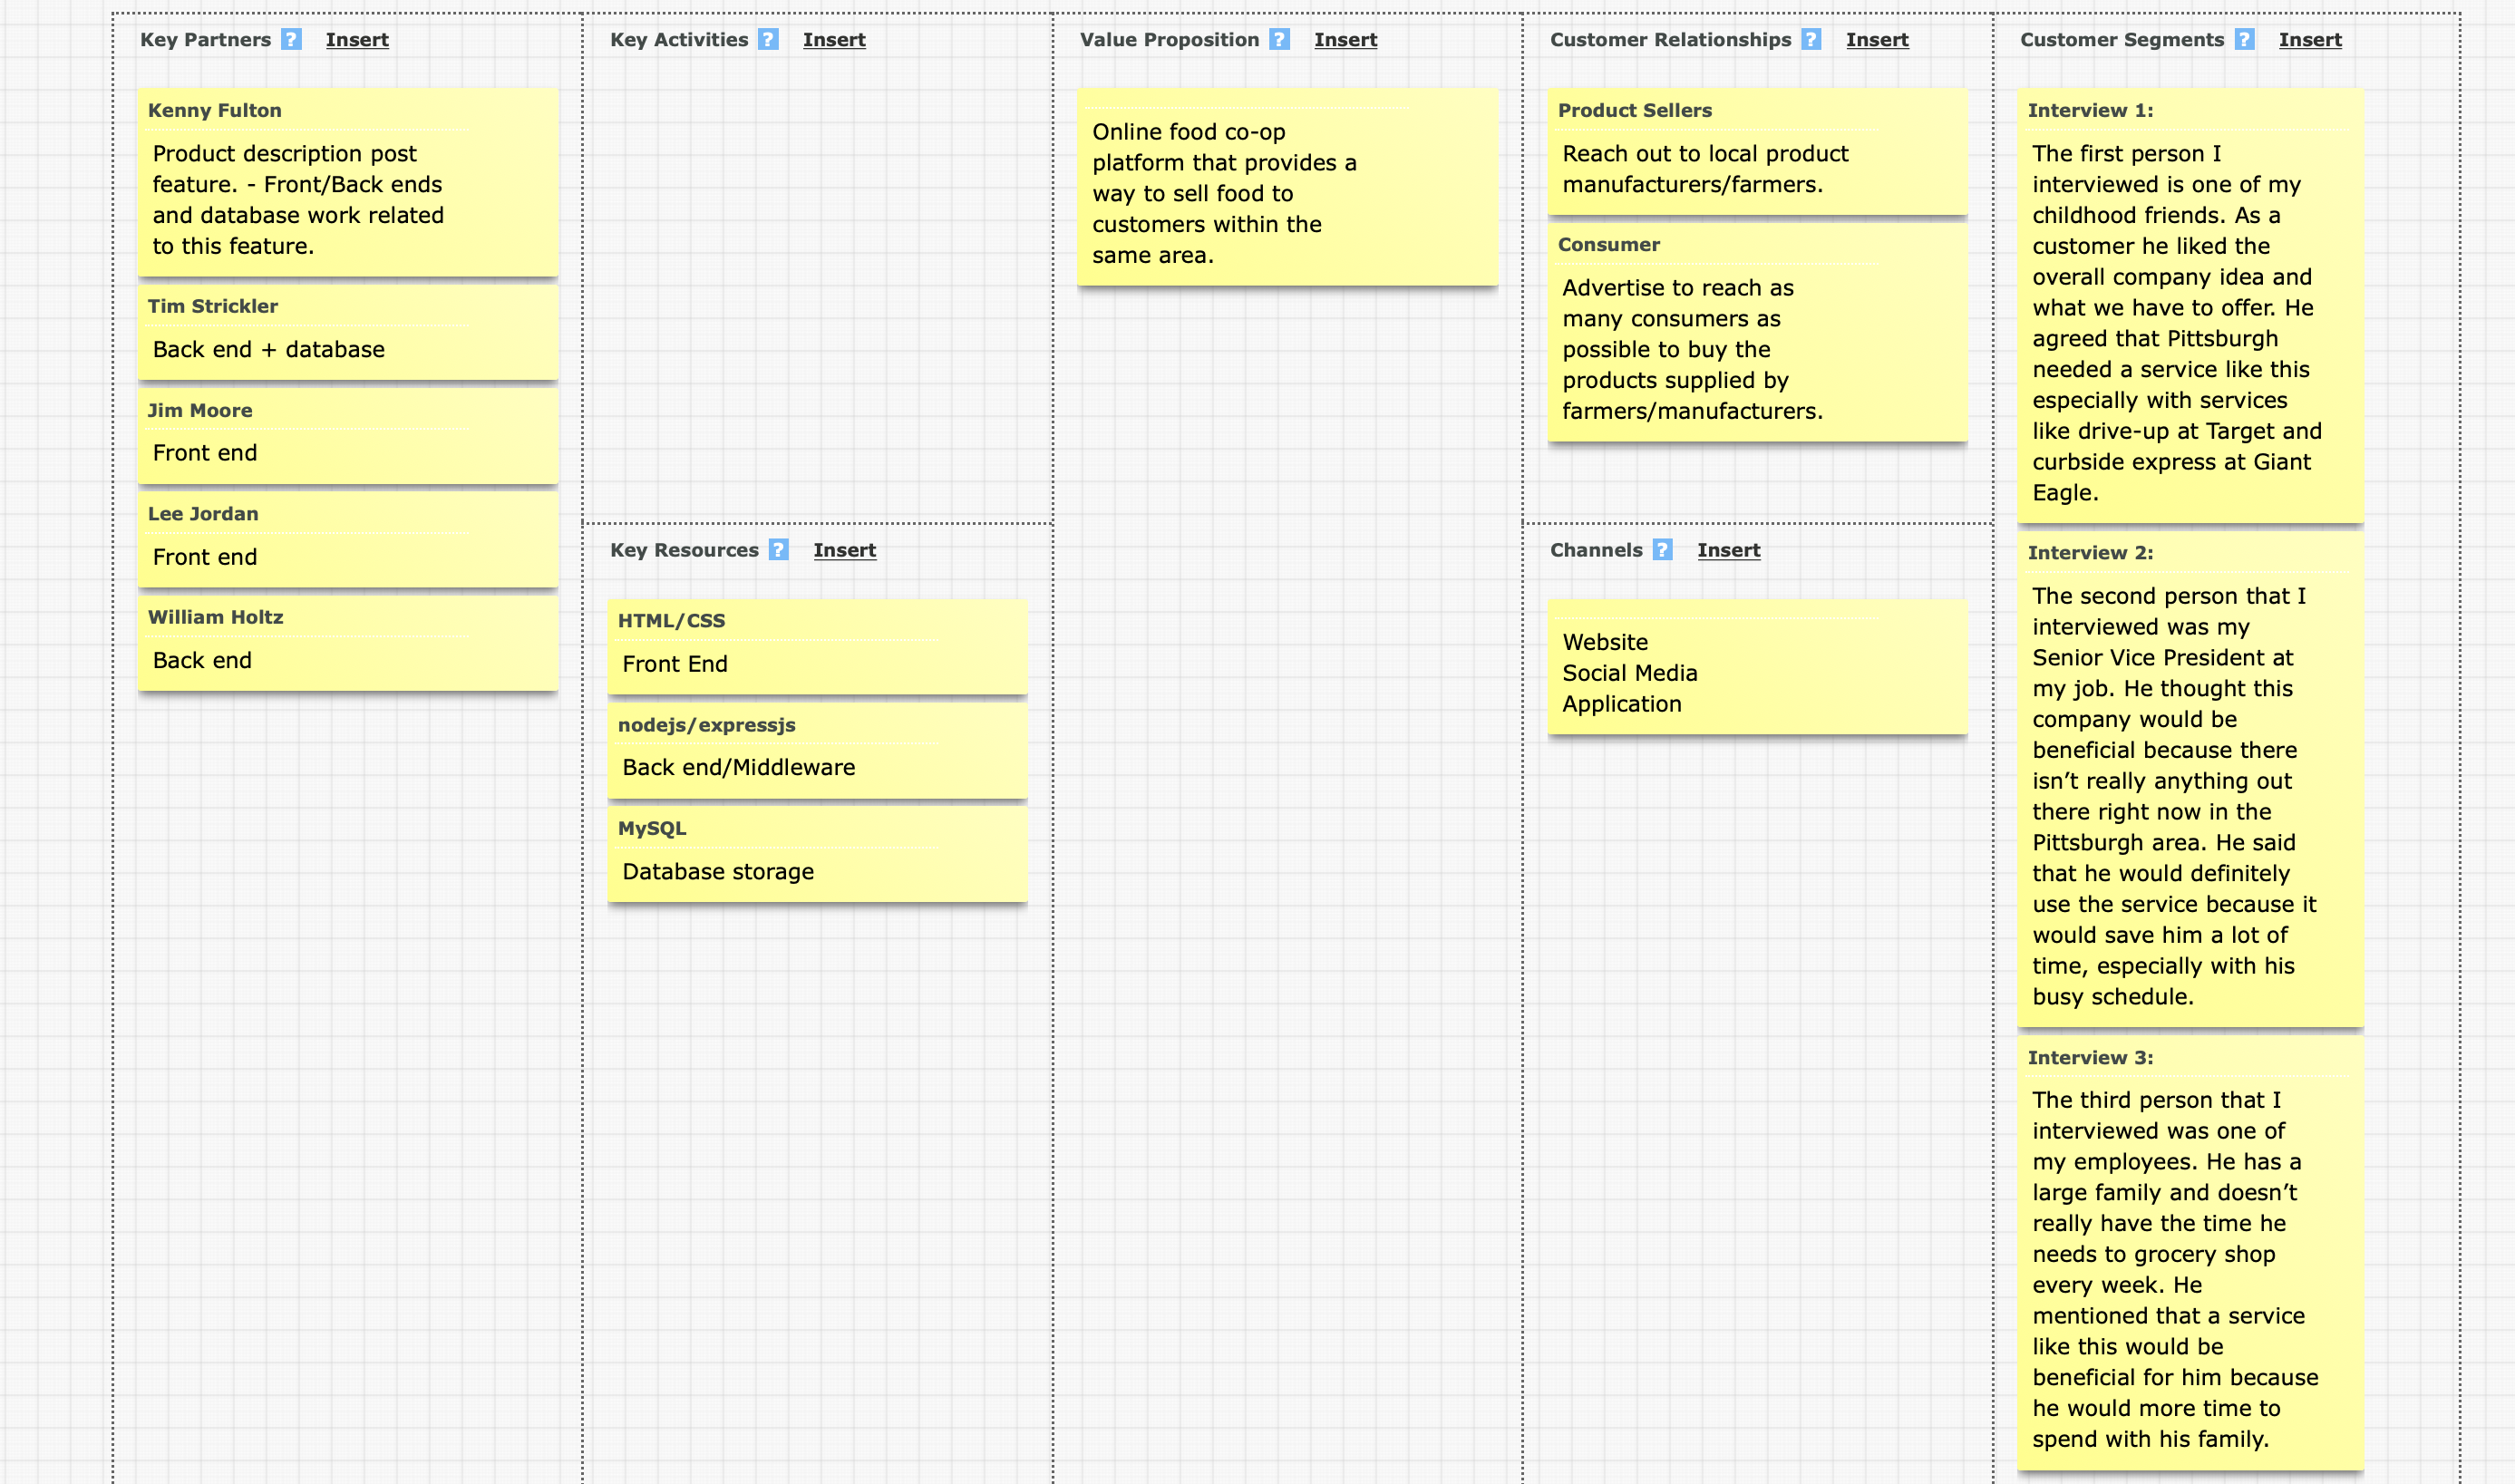 Key Partners ? Insert
Kenny Fulton
Product description post
feature. - Front/Back ends
and database work related
to this feature.
Tim Strickler
Back end + database
Jim Moore
Front end
Lee Jordan
Front end
William Holtz
Back end
Key Activities ? Insert
Key Resources ? Insert
HTML/CSS
Front End
nodejs/expressjs
Back end/Middleware
MySQL
Database storage
Value Proposition ? Insert
Online food co-op
platform that provides a
way to sell food to
customers within the
same area.
Customer Relationships ? Insert
Product Sellers
Reach out to local product
manufacturers/farmers.
Consumer
Advertise to reach as
many consumers as
possible to buy the
products supplied by
farmers/manufacturers.
Channels ? Insert
Website
Social Media
Application
Customer Segments ? Insert
Interview 1:
The first person I
interviewed is one of my
childhood friends. As a
customer he liked the
overall company idea and
what we have to offer. He
agreed that Pittsburgh
needed a service like this
especially with services
like drive-up at Target and
curbside express at Giant
Eagle.
Interview 2:
The second person that I
interviewed was my
Senior Vice President at
my job. He thought this
company would be
beneficial because there
isn’t really anything out
there right now in the
Pittsburgh area. He said
that he would definitely
use the service because it
would save him a lot of
time, especially with his
busy schedule.
Interview 3:
The third person that I
interviewed was one of
my employees. He has a
large family and doesn’t
really have the time he
needs to grocery shop
every week. He
mentioned that a service
like this would be
beneficial for him because
he would more time to
spend with his family.